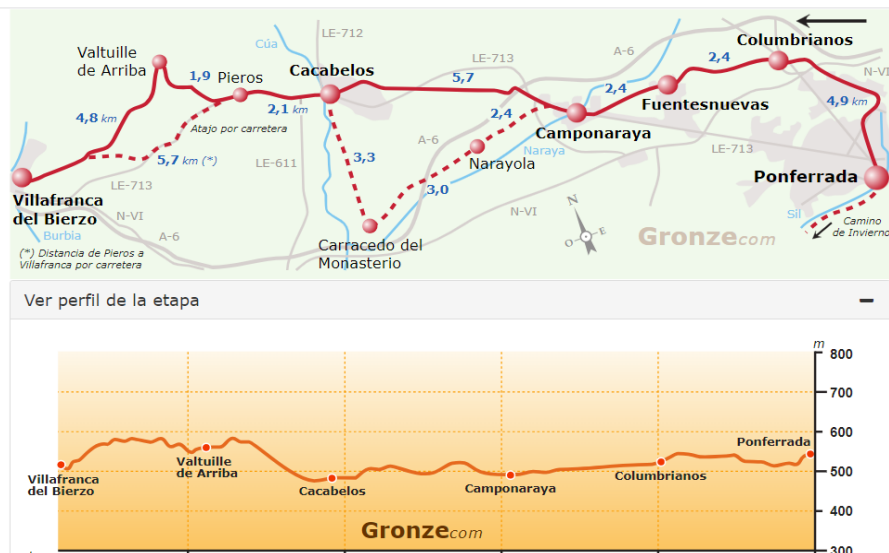 Columbrianos
Valtuille
de Arriba
Cúa
LE-712
LE-713
A-6
2,4
N-VI
1,9
Pieros
Cacabelos
5,7
2,4
Fuentesnuevas
4,9 km
4,8 km
2,1 km
2,4
Camponaraya
Atajo por carretera
3,3
A-6
Naraya
LE-713
5,7 km (*)
LE-611
Narayola
Ponferrada
LE-713
3,0
Villafranca
del Bierzo
N-VI
N-VI
N
Sil
Camino
de Invierno
Burbia
A-6
Carracedo del
Monasterio
O
E
Gronze.com
(*) Distancia de Pieros a
Villafranca por carretera
Ver perfil de la etapa
m
800
700
600
Ponferrada
Valtuille
de Arriba
500
Villafranca
del Bierzo
Cacabelos
Camponaraya
Columbrianos
400
Gronze.com
300